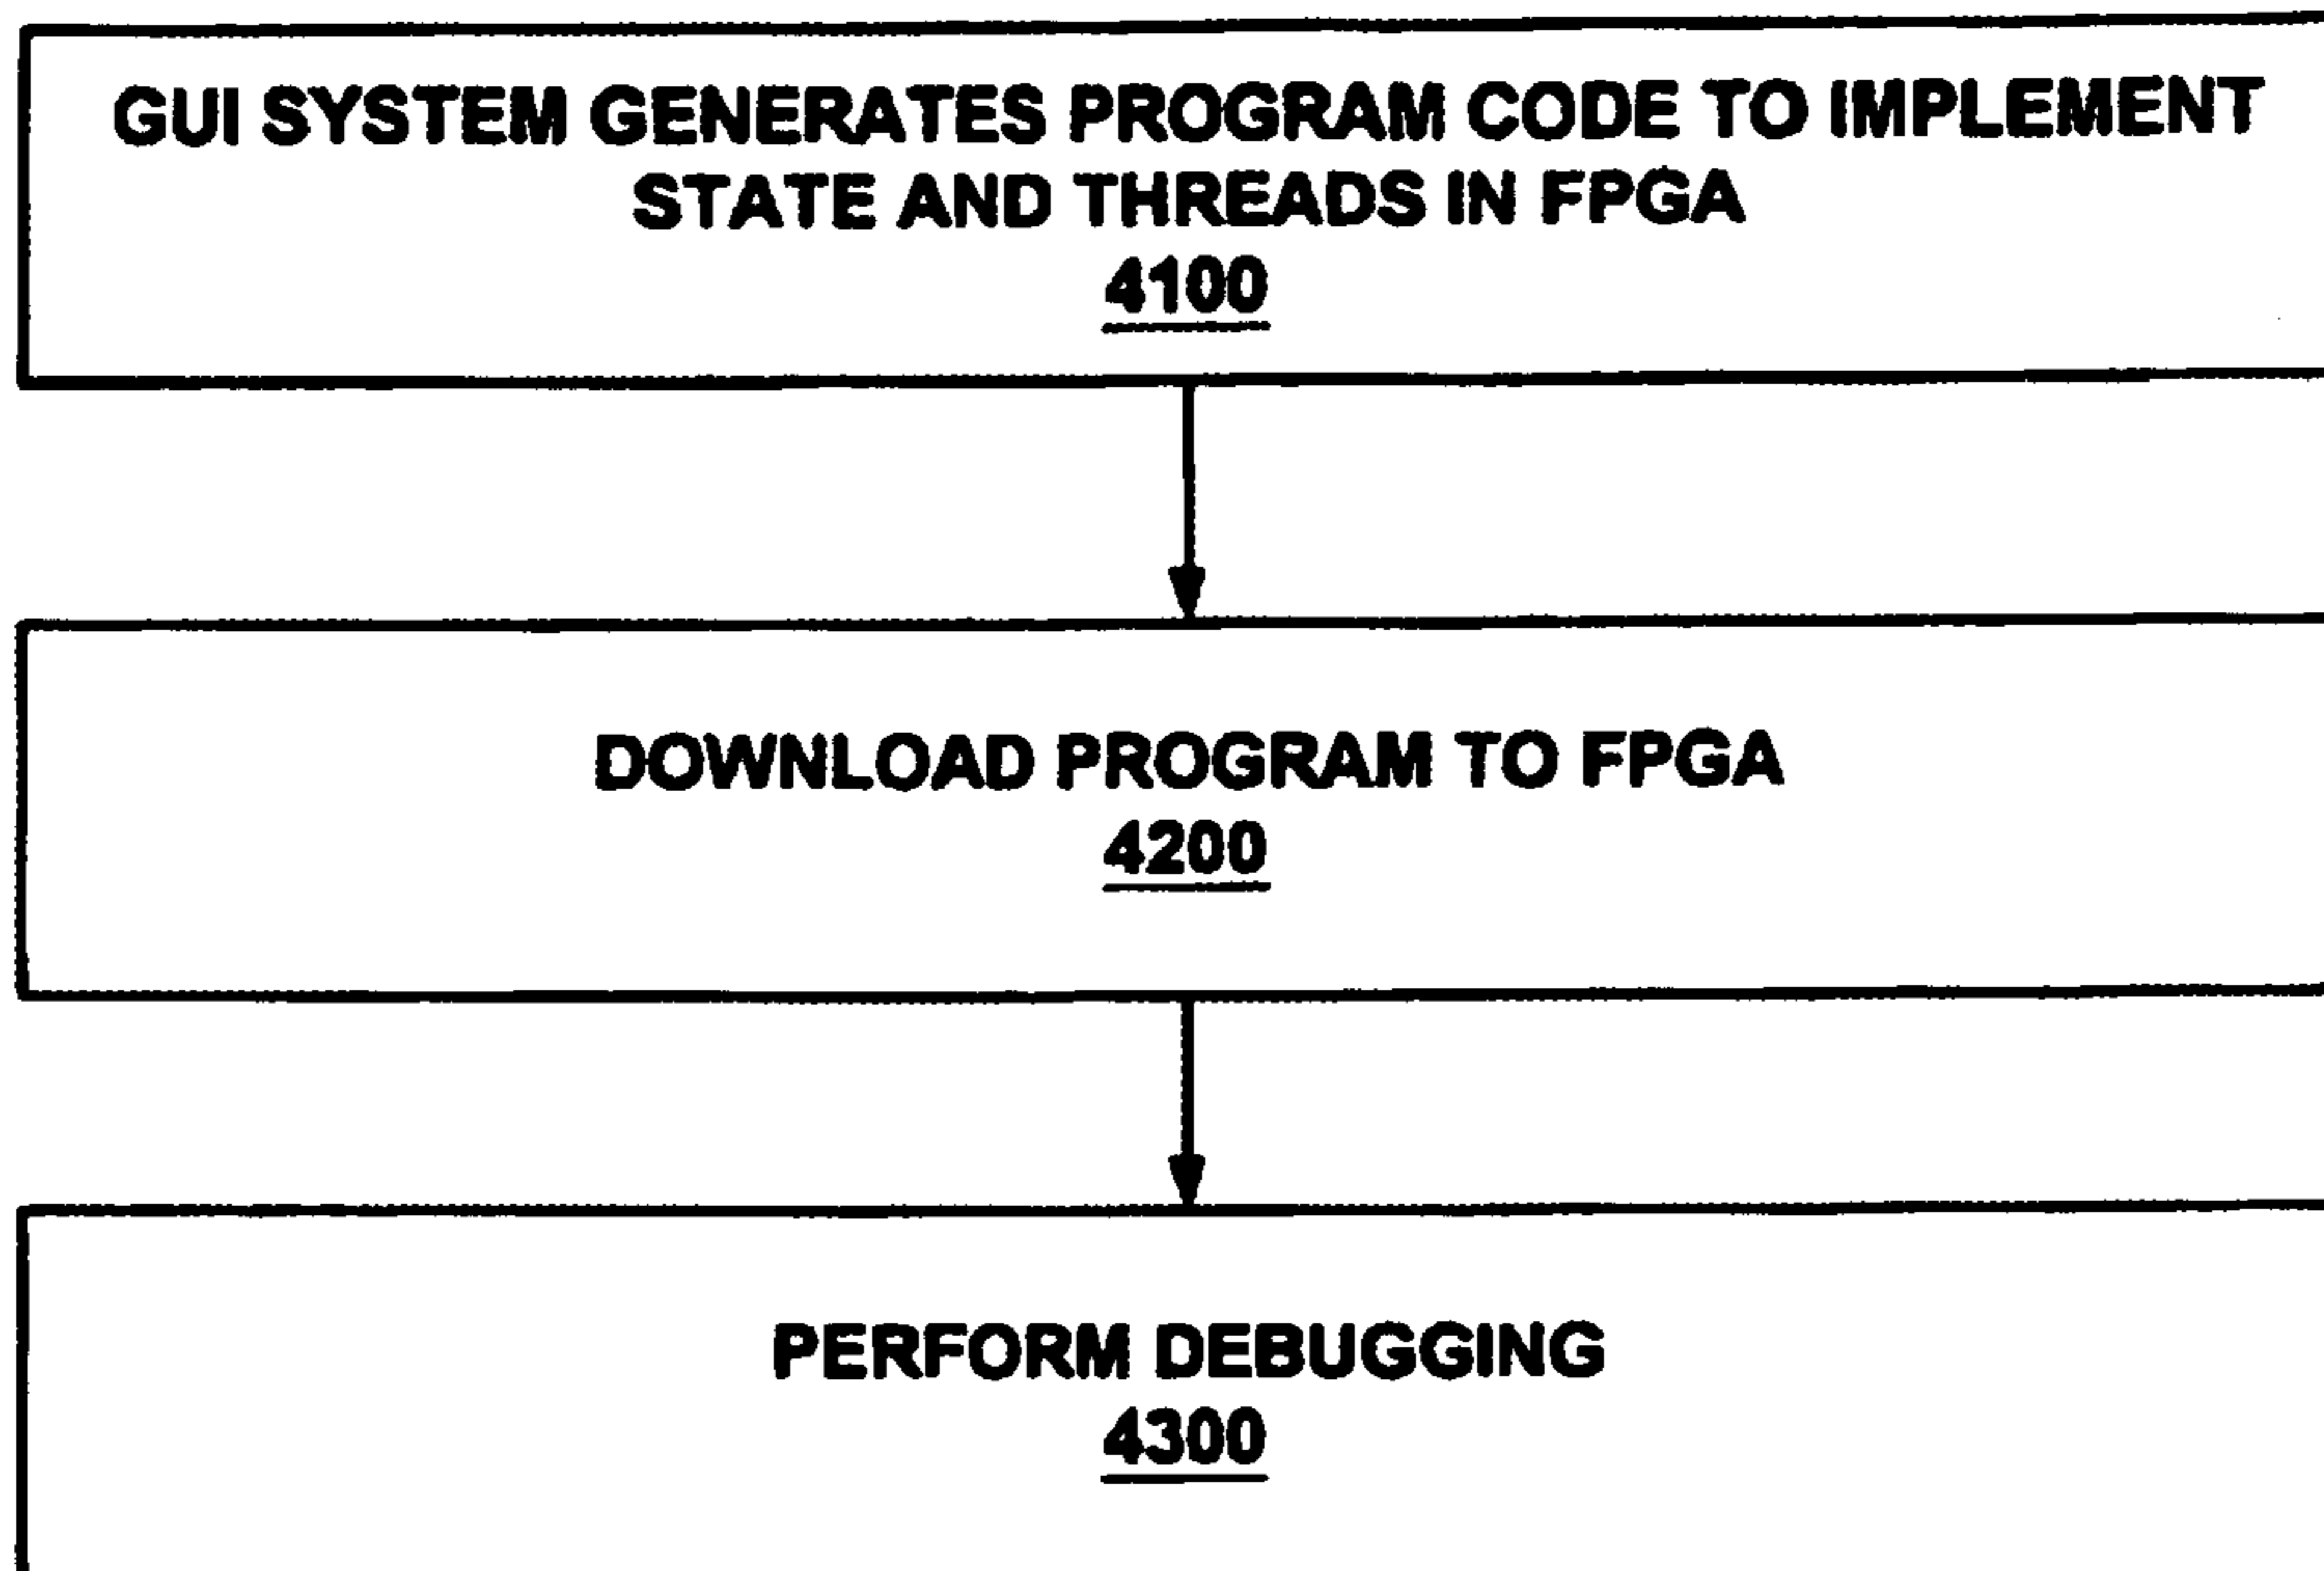 GUI SYSTEM GENERATES PROGRAM CODE TO IMPLEMENT
STATE AND THREADS IN FPGA
4100
DOWNLOAD PROGRAM TO FPGA
4200
PERFORM DEBUGGING
4300